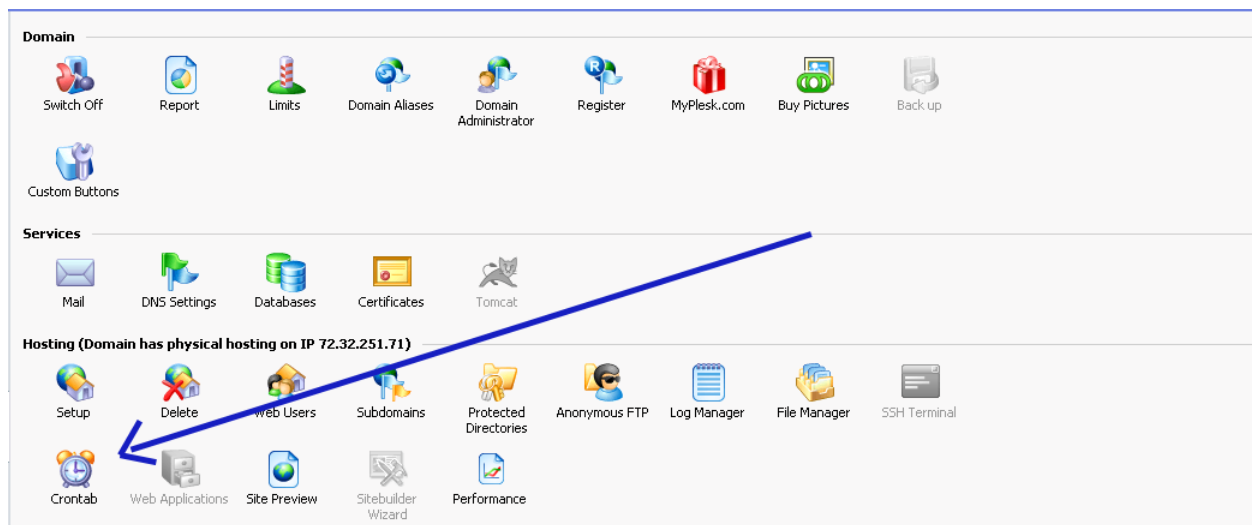 Domain
Switch Off Report Limits Domain Aliases Domain Administrator Register MyPlesk.com Buy Pictures Back up
Custom Buttons
Services
Mail DNS Settings Databases Certificates Tomcat
Hosting (Domain has physical hosting on IP 72.32.251.71)
Setup Delete Web Users Subdomains Protected Directories Anonymous FTP Log Manager File Manager SSH Terminal
Crontab Web Applications Site Preview Sitebuilder Wizard Performance